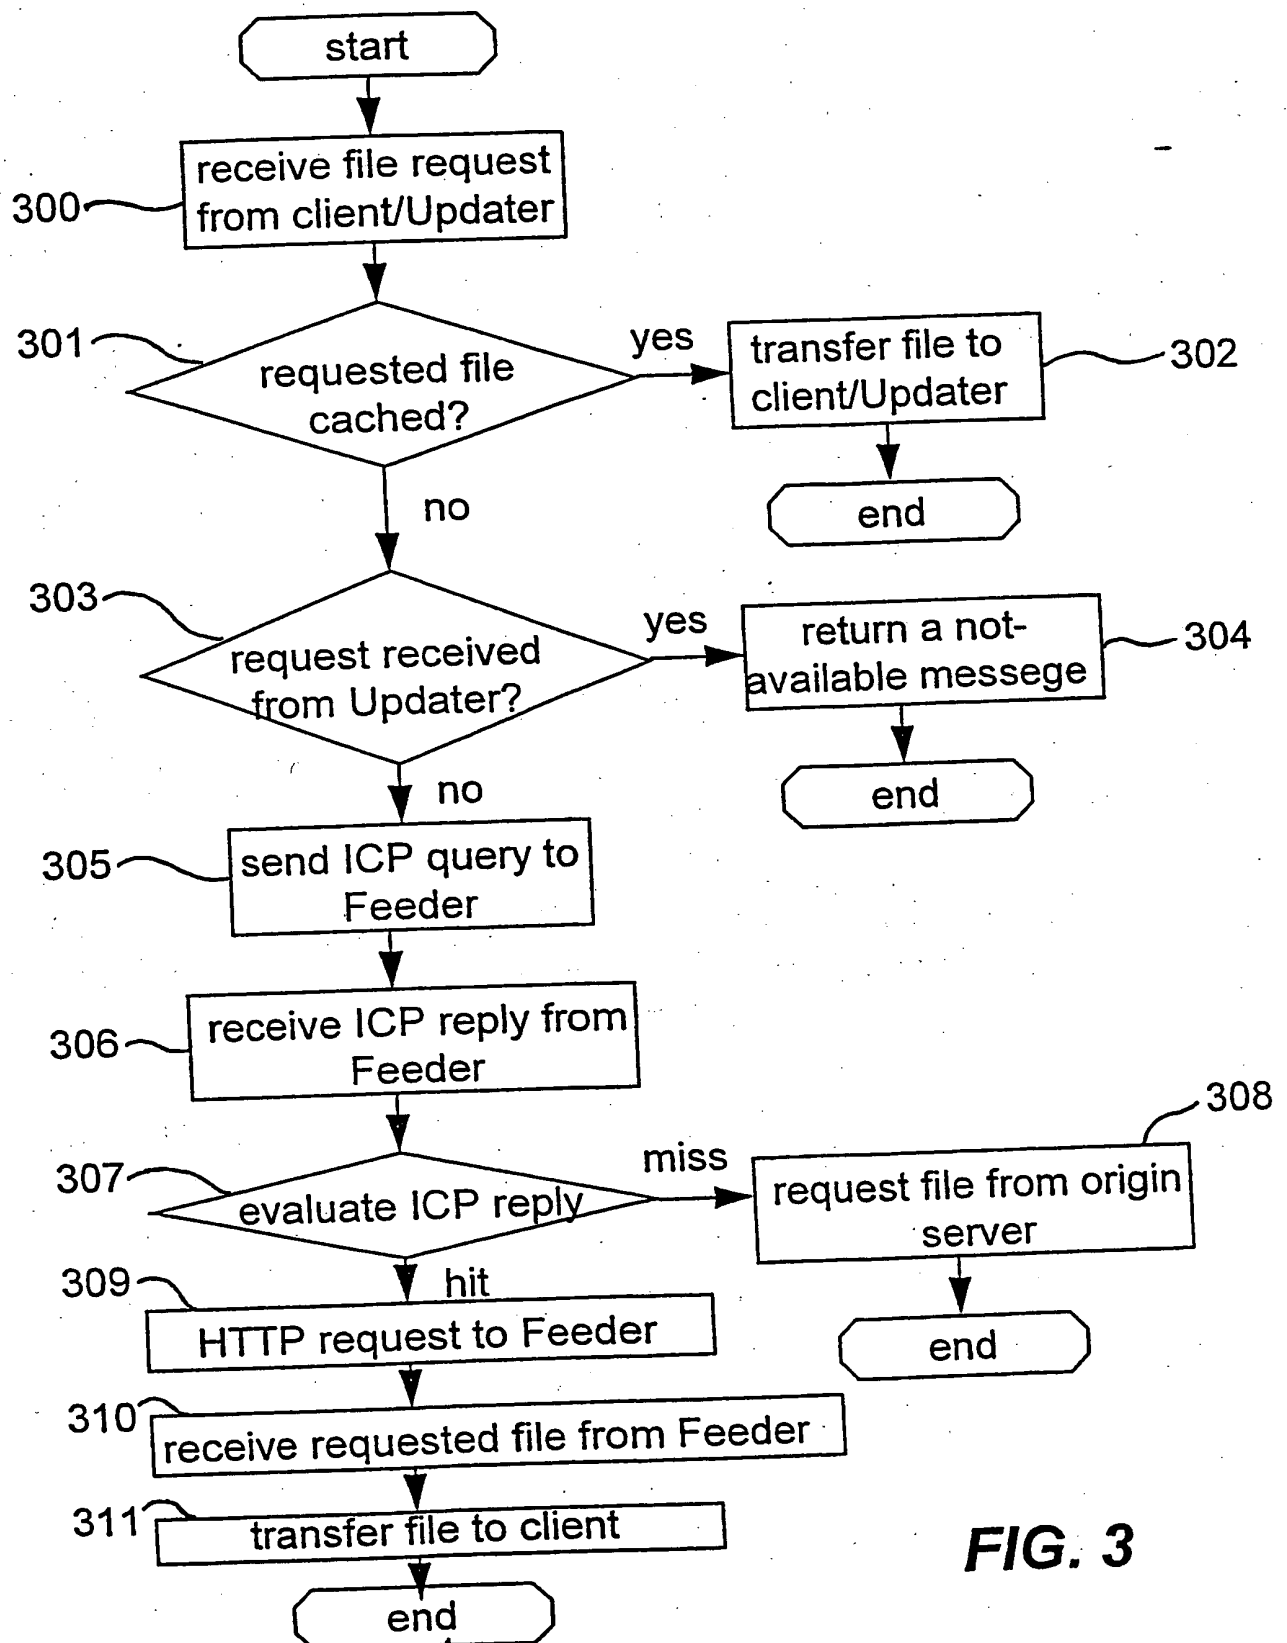 start
receive file request
300
from client/Updater
301
yes
transfer file to
302
requested file
client/Updater
cached?
no
end
303
yes
return a not-
304
request received
available messege
from Updater?
no
end
305
send ICP query to
Feeder
306
receive ICP reply from
Feeder
308
307
miss
evaluate ICP reply
request file from origin
server
309
hit
HTTP request to Feeder
end
310
receive requested file from Feeder
311
transfer file to client
FIG. 3
end